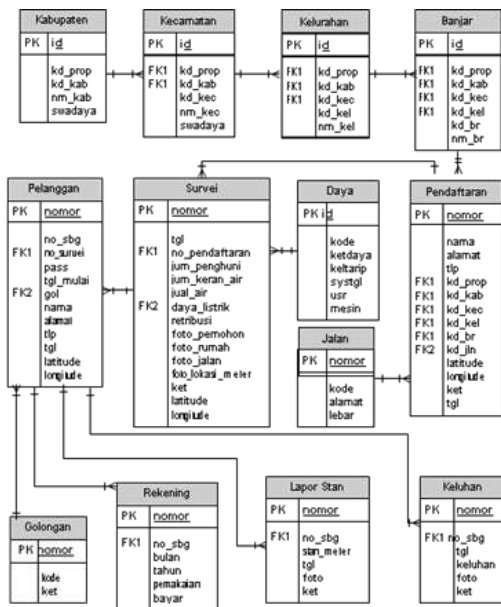 Kabupaten
PK id
kd_prop
kd_kab
nm_kab
swadaya
Kecamatan
PK id
FK1 kd_prop
FK1 kd_kab
kd_kec
nm_kec
swadaya
Kelurahan
PK id
FK1 kd_prop
FK1 kd_kab
FK1 kd_kec
kd_kel
nm_kel
Banjar
PK id
FK1 kd_prop
FK1 kd_kab
FK1 kd_kec
FK1 kd_kel
kd_br
nm_br
Pelanggan
PK nomor
no_sbg
FK1 no_survei
pass
tgl_mulai
FK2 gol
nama
alamat
tlp
tgl
latitude
longitude
Survei
PK nomor
tgl
FK1 no_pendaftaran
jum_penghuni
jum_keran_air
jual_air
FK2 daya_listrik
retribusi
foto_pemohon
foto_rumah
foto_jalan
foto_lokasi_meter
ket
latitude
longitude
Daya
PK id
kode
ketdaya
keltarip
systgl
usr
mesin
Pendaftaran
PK nomor
nama
alamat
tlp
FK1 kd_prop
FK1 kd_kab
FK1 kd_kec
FK1 kd_kel
FK1 kd_br
FK2 kd_jln
latitude
longitude
ket
tgl
Jalan
PK nomor
kode
alamat
lebar
Golongan
PK nomor
kode
ket
Rekening
PK nomor
FK1 no_sbg
bulan
tahun
pemakaian
bayar
Lapor Stan
PK nomor
FK1 no_sbg
stan_meler
tgl
foto
ket
Keluhan
PK nomor
FK1 no_sbg
tgl
keluhan
foto
ket